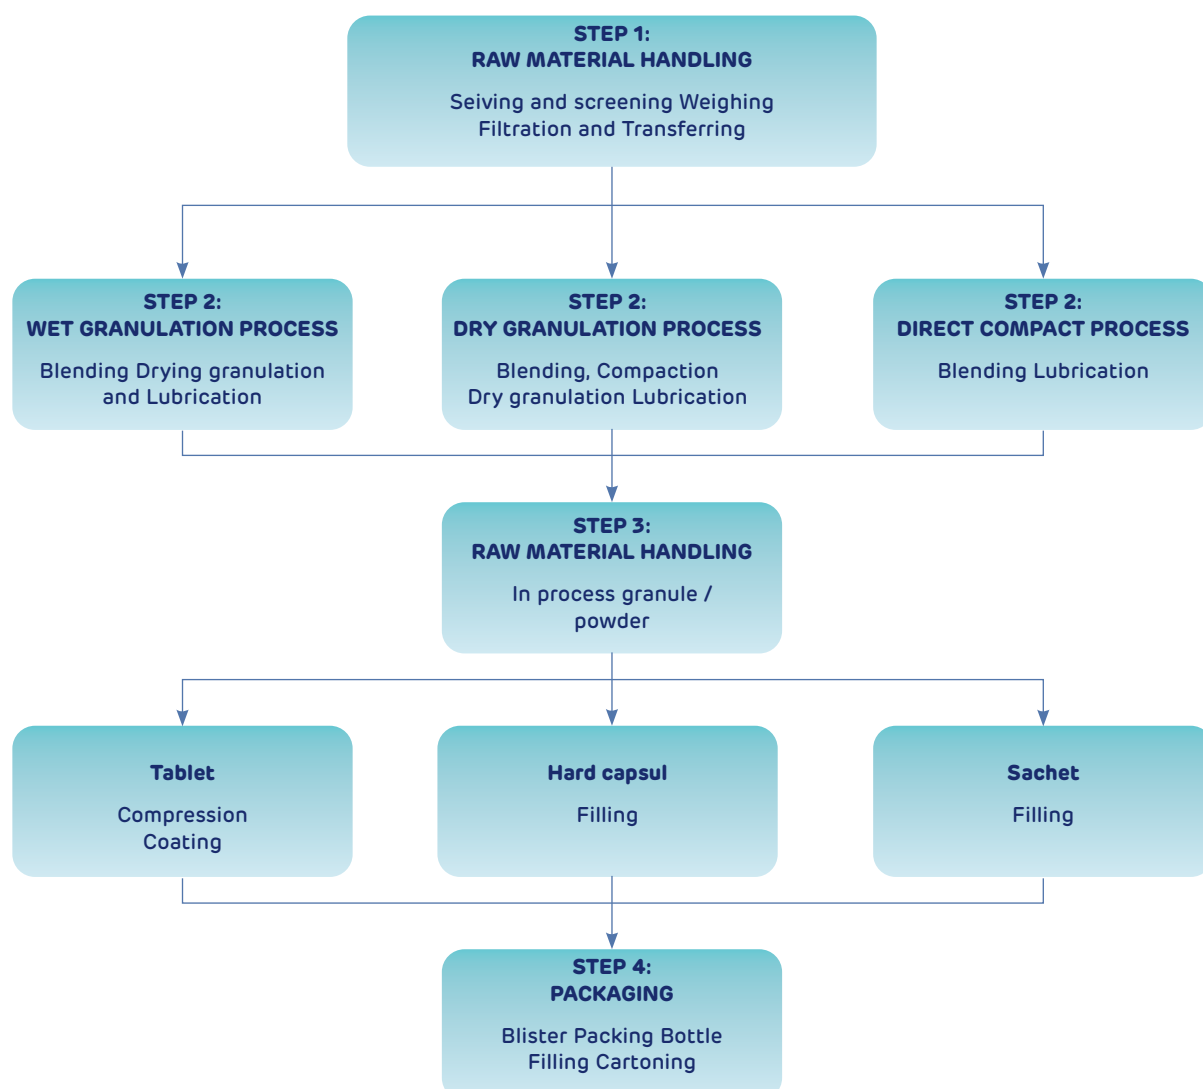 STEP 1:
RAW MATERIAL HANDLING
Seiving and screening Weighing
Filtration and Transferring
STEP 2:
WET GRANULATION PROCESS
Blending Drying granulation
and Lubrication
STEP 2:
DRY GRANULATION PROCESS
Blending, Compaction
Dry granulation Lubrication
STEP 2:
DIRECT COMPACT PROCESS
Blending Lubrication
STEP 3:
RAW MATERIAL HANDLING
In process granule /
powder
Tablet
Compression
Coating
Hard capsul
Filling
Sachet
Filling
STEP 4:
PACKAGING
Blister Packing Bottle
Filling Cartoning